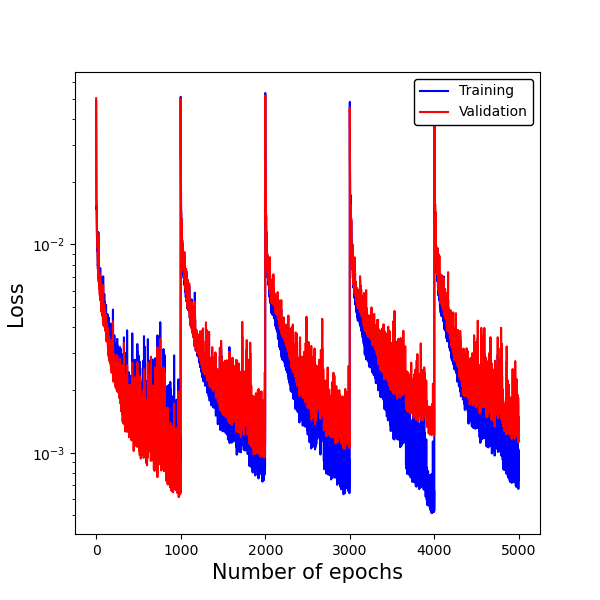 Training
Validation
Loss
10⁻²
10⁻³
0 1000 2000 3000 4000 5000
Number of epochs